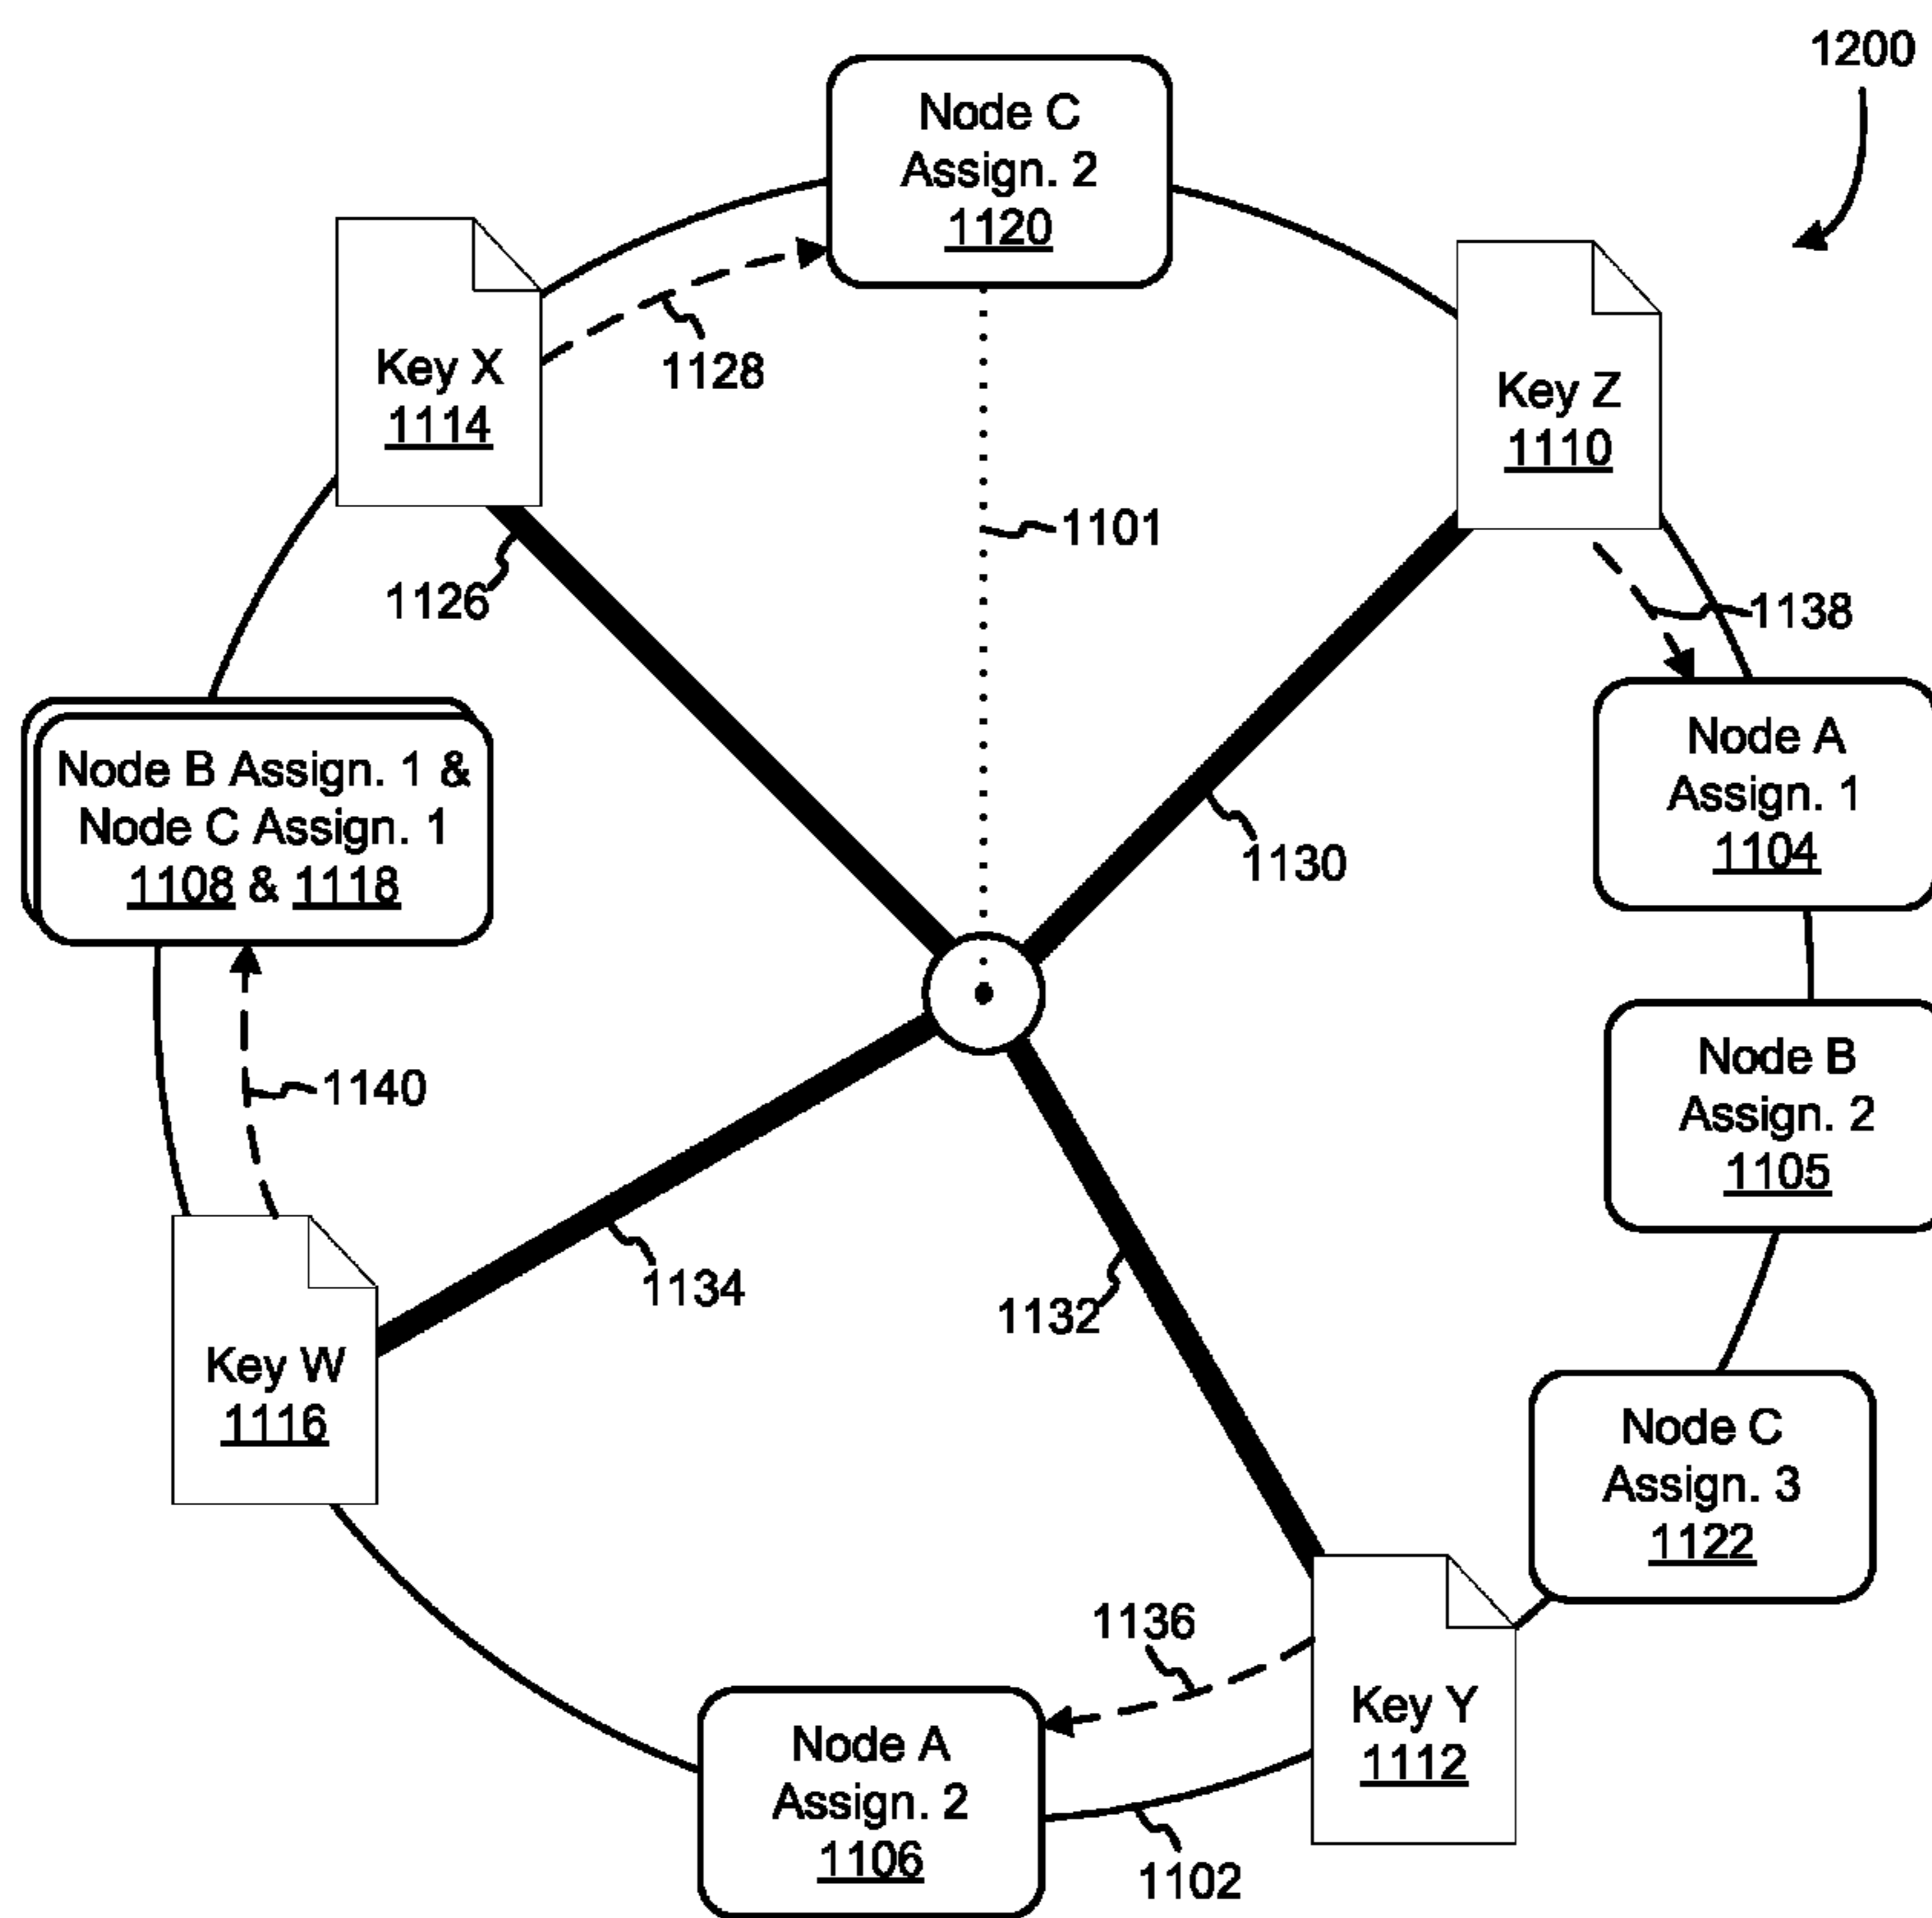 1200
Node C
Assign. 2
1120
Key X
1114
1128
Key Z
1110
1101
1126
1138
Node A
Assign. 1
1104
Node B Assign. 1 &
Node C Assign. 1
1108 & 1118
1130
Node B
Assign. 2
1105
1140
1134
1132
Key W
1116
Node C
Assign. 3
1122
1136
Key Y
1112
Node A
Assign. 2
1106
1102